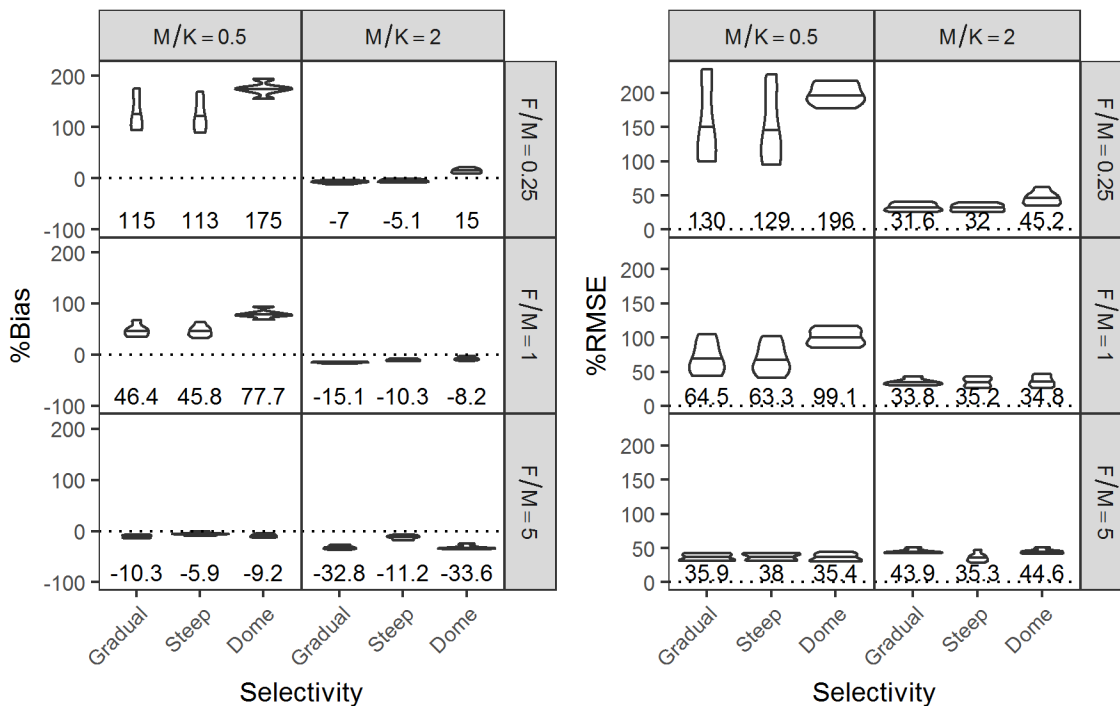 M/K = 0.5 M/K = 2
200
100
0
-100
115 113 175 -7 -5.1 15
F/M = 0.25
200
100
0
-100
46.4 45.8 77.7 -15.1 -10.3 -8.2
F/M = 1
200
100
0
-100
-10.3 -5.9 -9.2 -32.8 -11.2 -33.6
F/M = 5
%Bias
Gradual Steep Dome Gradual Steep Dome
Selectivity
M/K = 0.5 M/K = 2
200
150
100
50
0
130 129 196 31.6 32 45.2
F/M = 0.25
200
150
100
50
0
64.5 63.3 99.1 33.8 35.2 34.8
F/M = 1
200
150
100
50
0
35.9 38 35.4 43.9 35.3 44.6
F/M = 5
%RMSE
Gradual Steep Dome Gradual Steep Dome
Selectivity